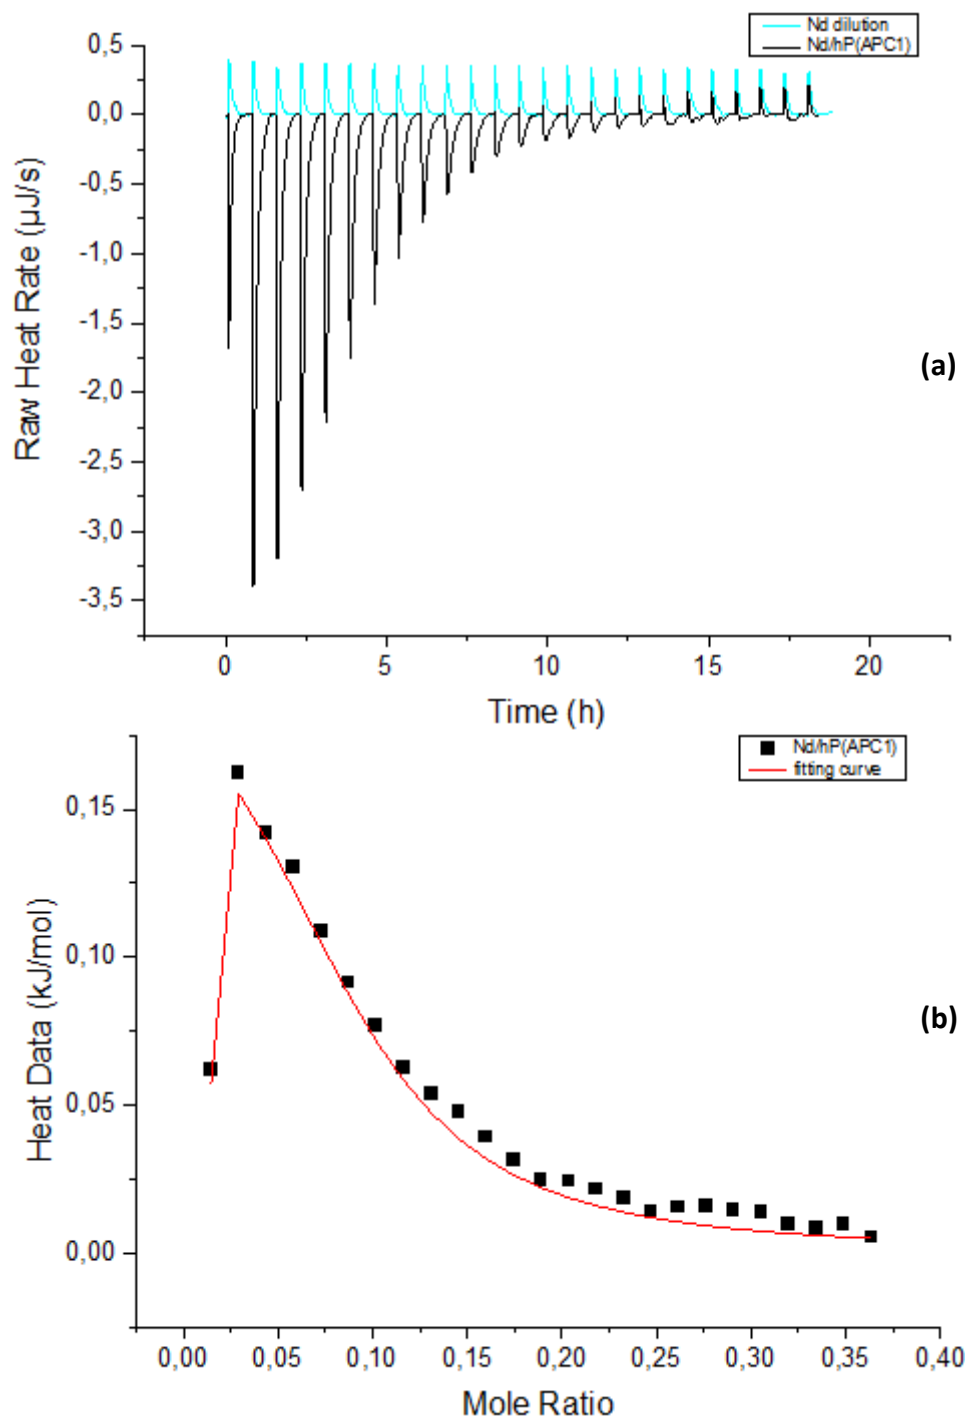 Nd dilution
Nd/hP(APC1)
0,5
0,0
-0,5
-1,0
-1,5
-2,0
-2,5
-3,0
-3,5
Raw Heat Rate (µJ/s)
(a)
0 5 10 15 20
Time (h)
Nd/hP(APC1)
fitting curve
0,15
0,10
0,05
0,00
Heat Data (kJ/mol)
(b)
0,00 0,05 0,10 0,15 0,20 0,25 0,30 0,35 0,40
Mole Ratio